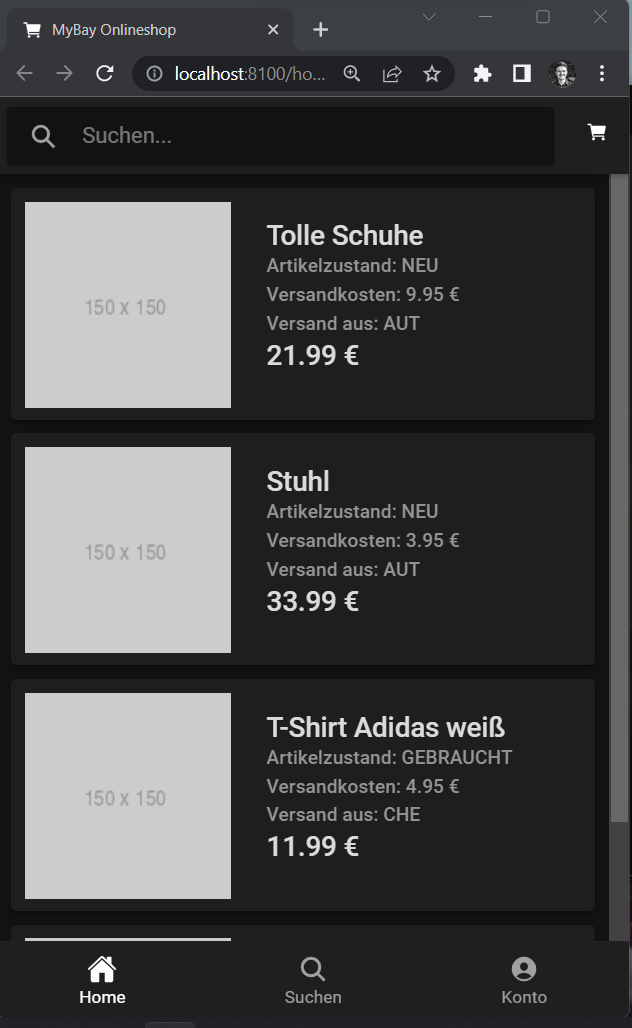 MyBay Onlineshop
localhost:8100/ho...
Suchen...
150 x 150
Tolle Schuhe
Artikelzustand: NEU
Versandkosten: 9.95 €
Versand aus: AUT
21.99 €
150 x 150
Stuhl
Artikelzustand: NEU
Versandkosten: 3.95 €
Versand aus: AUT
33.99 €
150 x 150
T-Shirt Adidas weiß
Artikelzustand: GEBRAUCHT
Versandkosten: 4.95 €
Versand aus: CHE
11.99 €
Home
Suchen
Konto